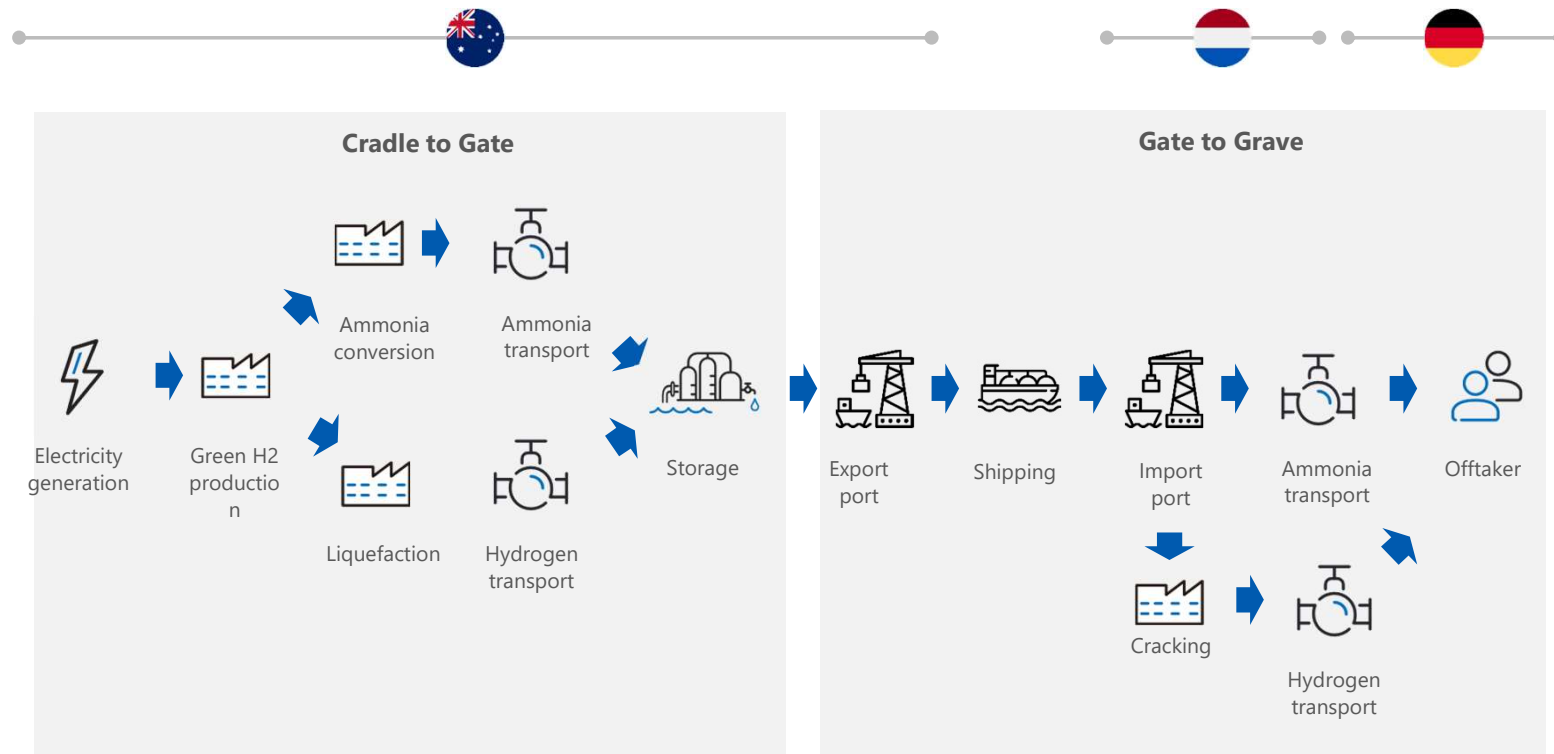 Cradle to Gate
Gate to Grave
Ammonia
conversion
Ammonia
transport
Electricity
generation
Green H2
productio
n
Liquefaction
Hydrogen
transport
Storage
Export
port
Shipping
Import
port
Ammonia
transport
Offtaker
Cracking
Hydrogen
transport